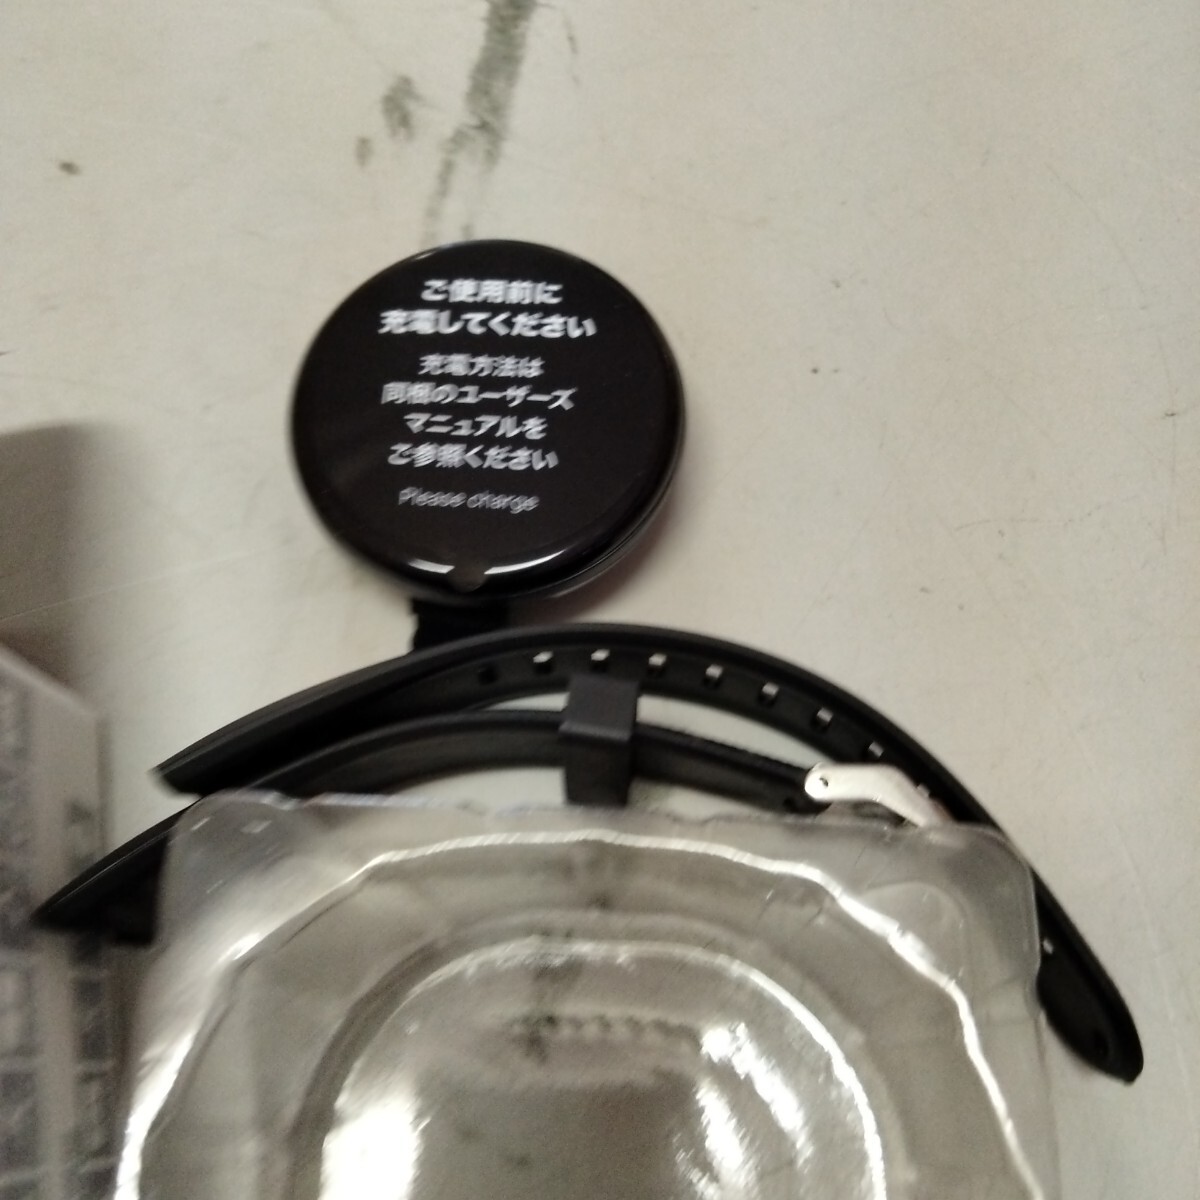 ご使用前に
充電してください
充電方法は
同梱のユーザーズ
マニュアルを
ご参照ください
Please charge